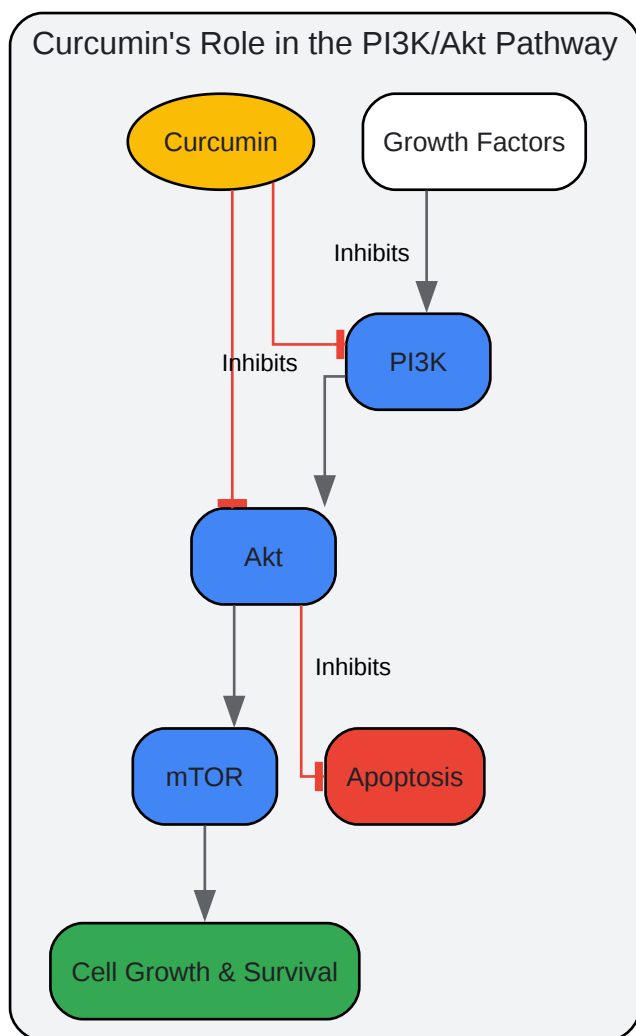 Curcumin's Role in the PI3K/Akt Pathway
Curcumin
Growth Factors
Inhibits
Inhibits
PI3K
Akt
Inhibits
mTOR
Apoptosis
Cell Growth & Survival